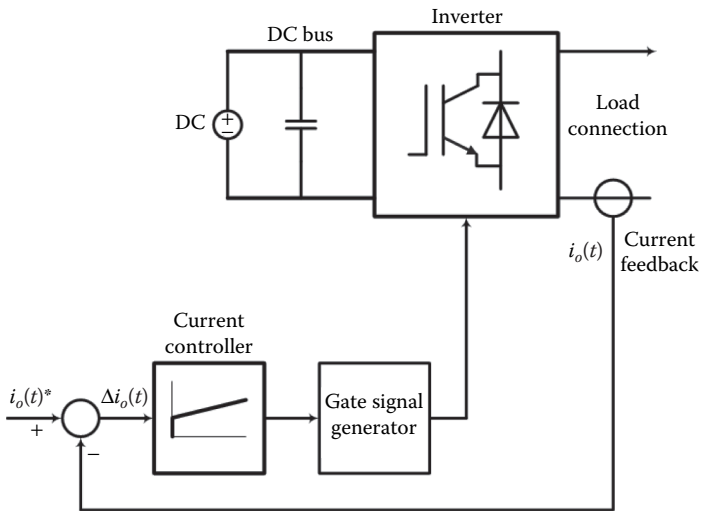 Inverter
DC bus
DC
+
−
Load
connection
i_o(t)
Current
feedback
Current
controller
i_o(t)*
Δi_o(t)
+
−
Gate signal
generator